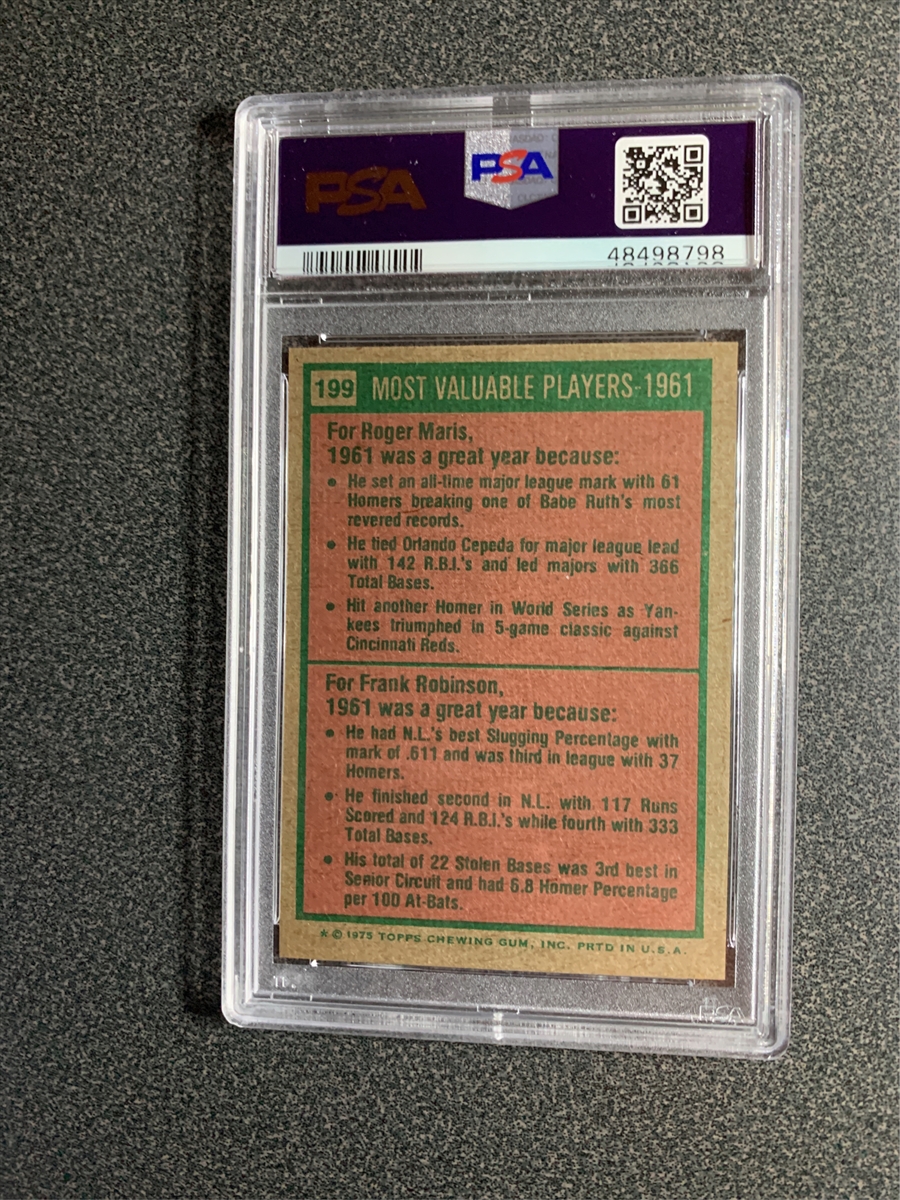 PSA
PSA
48498798
199 MOST VALUABLE PLAYERS-1961
For Roger Maris,
1961 was a great year because:
• He set an all-time major league mark with 61
Homers breaking one of Babe Ruth's most
revered records.
• He tied Orlando Cepeda for major league lead
with 142 R.B.I.'s and led majors with 366
Total Bases.
• Hit another Homer in World Series as Yan-
kees triumphed in 5-game classic against
Cincinnati Reds.
For Frank Robinson,
1961 was a great year because:
• He had N.L.'s best Slugging Percentage with
mark of .611 and was third in league with 37
Homers.
• He finished second in N.L. with 117 Runs
Scored and 124 R.B.I.'s while fourth with 333
Total Bases.
• His total of 22 Stolen Bases was 3rd best in
Senior Circuit and had 6.8 Homer Percentage
per 100 At-Bats.
* © 1975 TOPPS CHEWING GUM, INC. PRTD IN U.S.A.
PSA